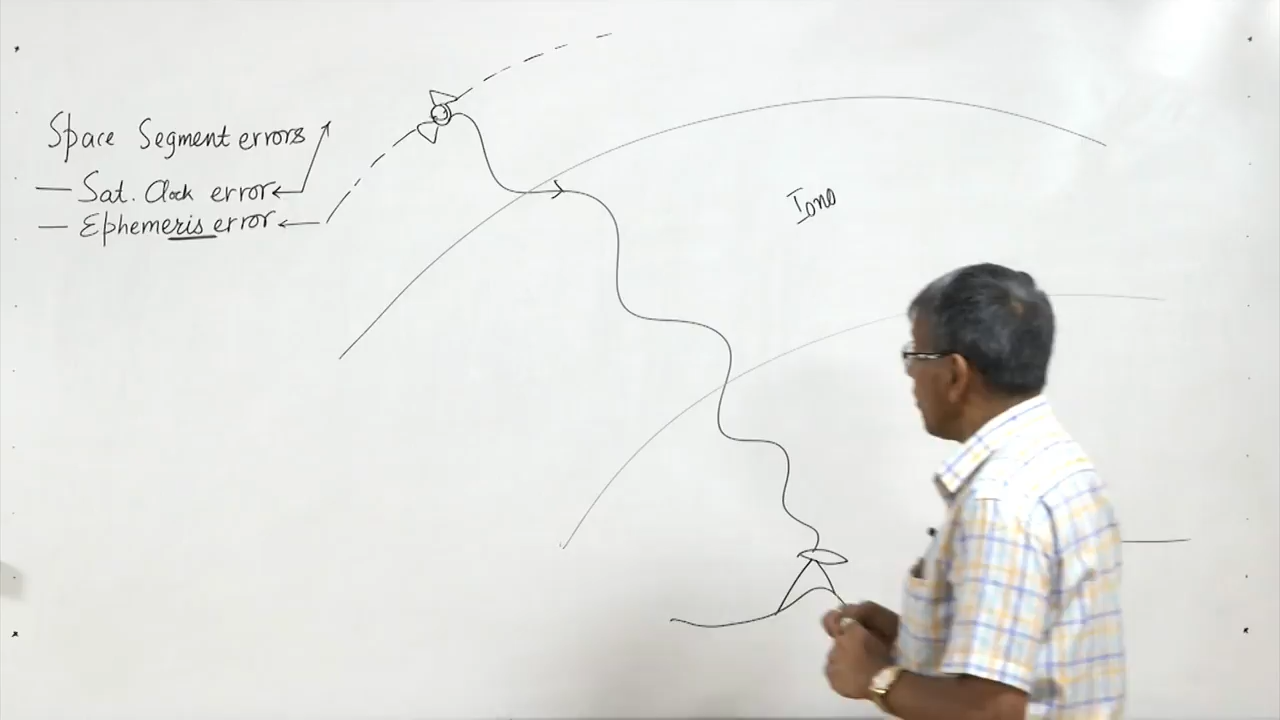 Space Segment errors
— Sat. Clock error
— Ephemeris error
Iono